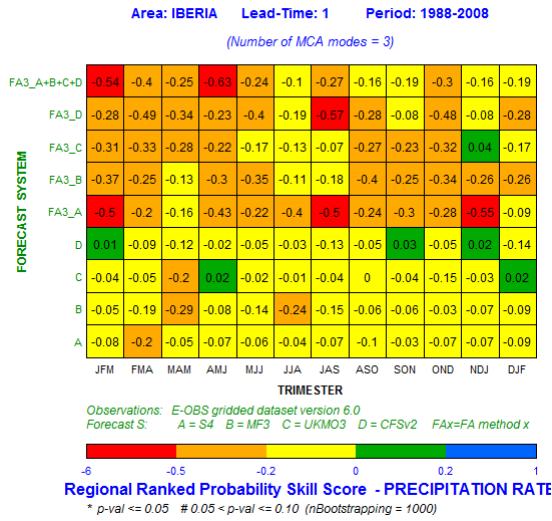 Area: IBERIA Lead-Time: 1 Period: 1988-2008
(Number of MCA modes = 3)
FORECAST SYSTEM
FA3_A+B+C+D -0.54 -0.4 -0.25 -0.63 -0.24 -0.1 -0.27 -0.16 -0.19 -0.3 -0.16 -0.19
FA3_D -0.28 -0.49 -0.34 -0.23 -0.4 -0.19 -0.57 -0.28 -0.08 -0.48 -0.08 -0.28
FA3_C -0.31 -0.33 -0.28 -0.22 -0.17 -0.13 -0.07 -0.27 -0.23 -0.32 0.04 -0.17
FA3_B -0.37 -0.25 -0.13 -0.3 -0.35 -0.11 -0.18 -0.4 -0.25 -0.34 -0.26 -0.26
FA3_A -0.5 -0.2 -0.16 -0.43 -0.22 -0.4 -0.5 -0.24 -0.3 -0.28 -0.55 -0.09
D 0.01 -0.09 -0.12 -0.02 -0.05 -0.03 -0.13 -0.05 0.03 -0.05 0.02 -0.14
C -0.04 -0.05 -0.2 0.02 -0.02 -0.01 -0.04 0 -0.04 -0.15 -0.03 0.02
B -0.05 -0.19 -0.29 -0.08 -0.14 -0.24 -0.15 -0.06 -0.06 -0.03 -0.07 -0.09
A -0.08 -0.2 -0.05 -0.07 -0.06 -0.04 -0.07 -0.1 -0.03 -0.07 -0.07 -0.09
JFM FMA MAM AMJ MJJ JJA JAS ASO SON OND NDJ DJF
TRIMESTER
Observations: E-OBS gridded dataset version 6.0
Forecast S: A = S4 B = MF3 C = UKMO3 D = CFSv2 FAx=FA method x
-6 -0.5 -0.2 0 0.2 1
Regional Ranked Probability Skill Score - PRECIPITATION RATE
* p-val <= 0.05 # 0.05 < p-val <= 0.10 (nBootstrapping = 1000)